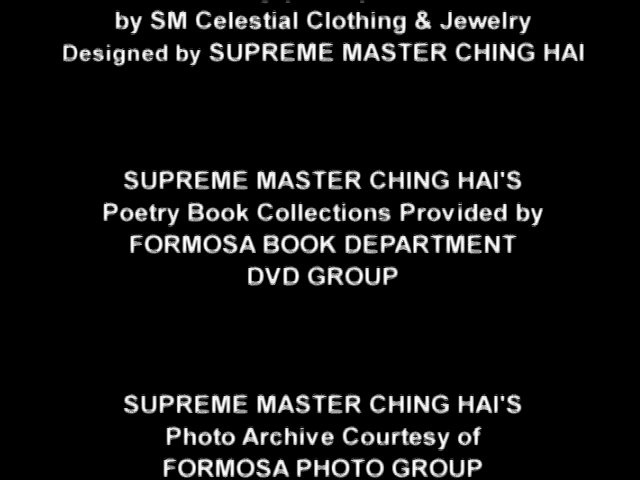 by SM Celestial Clothing & Jewelry
Designed by SUPREME MASTER CHING HAI
SUPREME MASTER CHING HAI'S
Poetry Book Collections Provided by
FORMOSA BOOK DEPARTMENT
DVD GROUP
SUPREME MASTER CHING HAI'S
Photo Archive Courtesy of
FORMOSA PHOTO GROUP